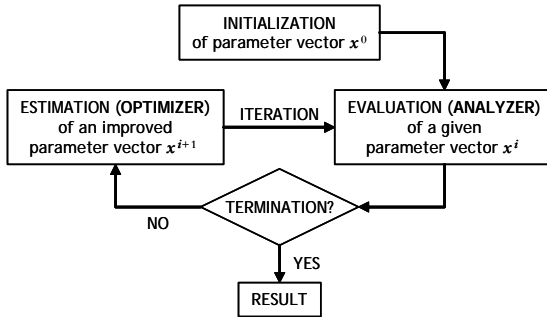 INITIALIZATION
of parameter vector x⁰
ESTIMATION (OPTIMIZER)
of an improved
parameter vector xⁱ⁺¹
ITERATION
EVALUATION (ANALYZER)
of a given
parameter vector xⁱ
TERMINATION?
NO
YES
RESULT